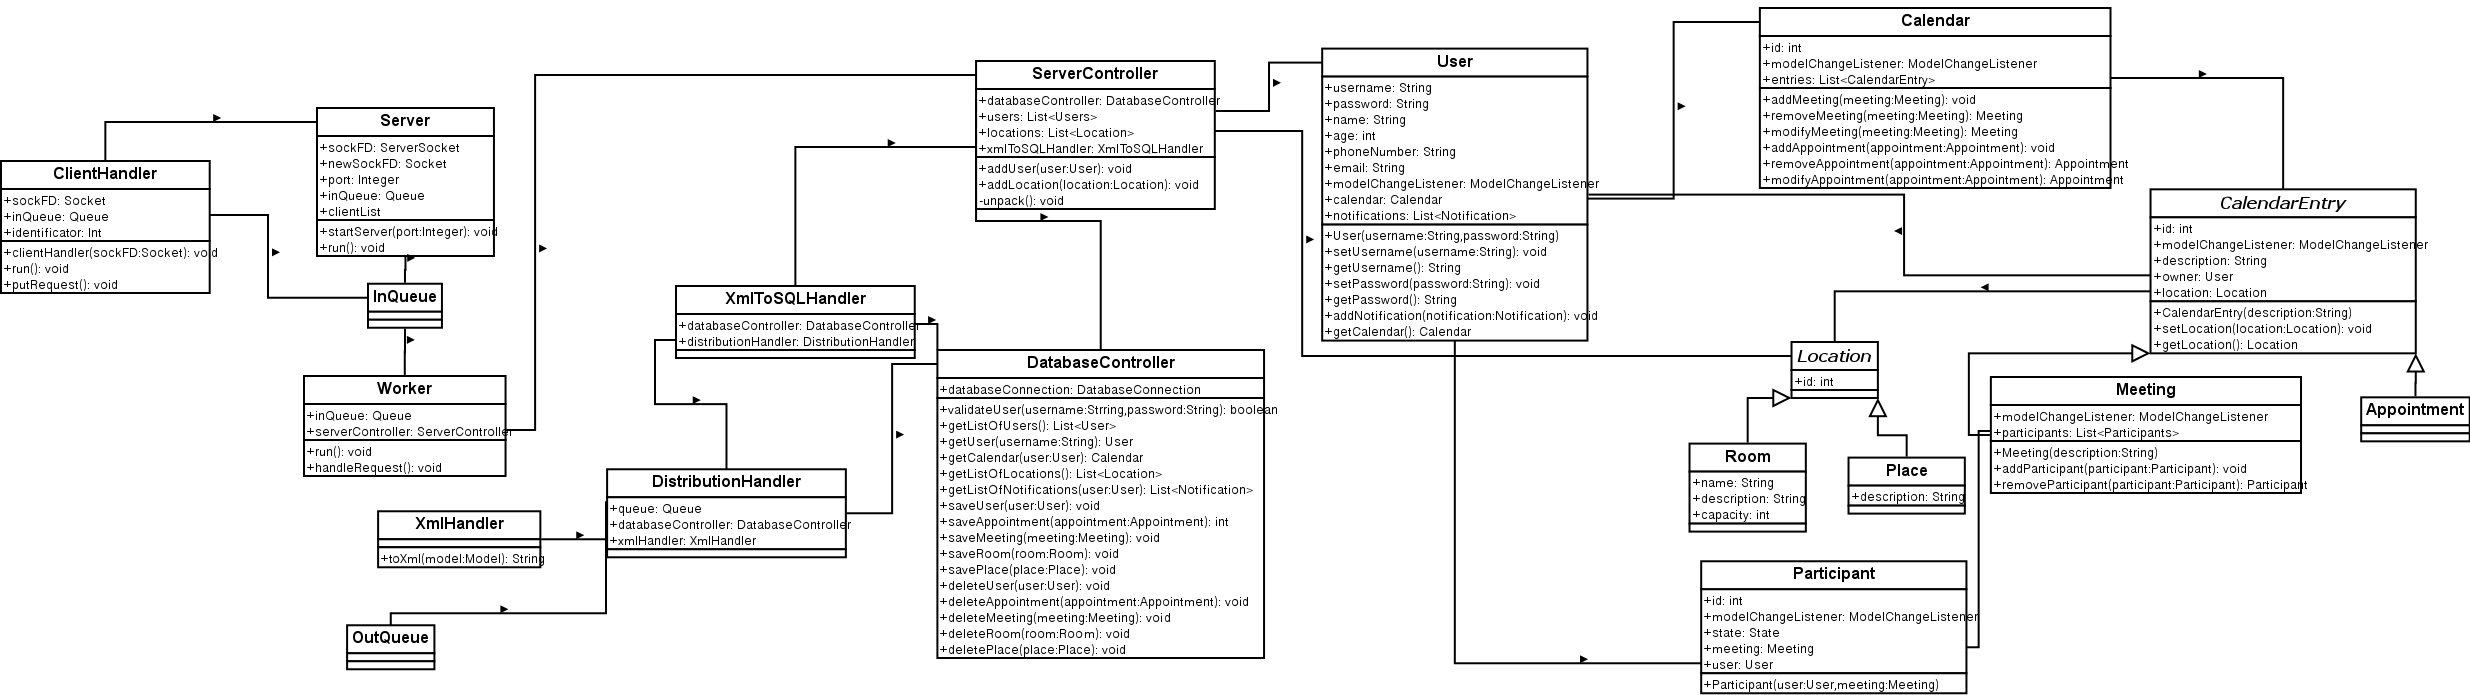 ClientHandler
+sockFD: Socket
+inQueue: Queue
+identificator: Int
+clientHandler(sockFD:Socket): void
+run(): void
+putRequest(): void
Server
+sockFD: ServerSocket
+newSockFD: Socket
+port: Integer
+inQueue: Queue
+clientList
+startServer(port:Integer): void
+run(): void
InQueue
Worker
+inQueue: Queue
+serverController: ServerController
+run(): void
+handleRequest(): void
XmlHandler
+toXml(model:Model): String
OutQueue
ServerController
+databaseController: DatabaseController
+users: List<Users>
+locations: List<Location>
+xmlToSQLHandler: XmlToSQLHandler
+addUser(user:User): void
+addLocation(location:Location): void
-unpack(): void
XmlToSQLHandler
+databaseController: DatabaseController
+distributionHandler: DistributionHandler
DistributionHandler
+queue: Queue
+databaseController: DatabaseController
+xmlHandler: XmlHandler
DatabaseController
+databaseConnection: DatabaseConnection
+validateUser(username:Strring,password:String): boolean
+getListOfUsers(): List<User>
+getUser(username:String): User
+getCalendar(user:User): Calendar
+getListOfLocations(): List<Location>
+getListOfNotifications(user:User): List<Notification>
+saveUser(user:User): void
+saveAppointment(appointment:Appointment): int
+saveMeeting(meeting:Meeting): void
+saveRoom(room:Room): void
+savePlace(place:Place): void
+deleteUser(user:User): void
+deleteAppointment(appointment:Appointment): void
+deleteMeeting(meeting:Meeting): void
+deleteRoom(room:Room): void
+deletePlace(place:Place): void
User
+username: String
+password: String
+name: String
+age: int
+phoneNumber: String
+email: String
+modelChangeListener: ModelChangeListener
+calendar: Calendar
+notifications: List<Notification>
+User(username:String,password:String)
+setUsername(username:String): void
+getUsername(): String
+setPassword(password:String): void
+getPassword(): String
+addNotification(notification:Notification): void
+getCalendar(): Calendar
Calendar
+id: int
+modelChangeListener: ModelChangeListener
+entries: List<CalendarEntry>
+addMeeting(meeting:Meeting): void
+removeMeeting(meeting:Meeting): Meeting
+modifyMeeting(meeting:Meeting): Meeting
+addAppointment(appointment:Appointment): void
+removeAppointment(appointment:Appointment): Appointment
+modifyAppointment(appointment:Appointment): Appointment
CalendarEntry
+id: int
+modelChangeListener: ModelChangeListener
+description: String
+owner: User
+location: Location
+CalendarEntry(description:String)
+setLocation(location:Location): void
+getLocation(): Location
Location
+id: int
Room
+name: String
+description: String
+capacity: int
Place
+description: String
Meeting
+modelChangeListener: ModelChangeListener
+participants: List<Participants>
+Meeting(description:String)
+addParticipant(participant:Participant): void
+removeParticipant(participant:Participant): Participant
Appointment
Participant
+id: int
+modelChangeListener: ModelChangeListener
+state: State
+meeting: Meeting
+user: User
+Participant(user:User,meeting:Meeting)